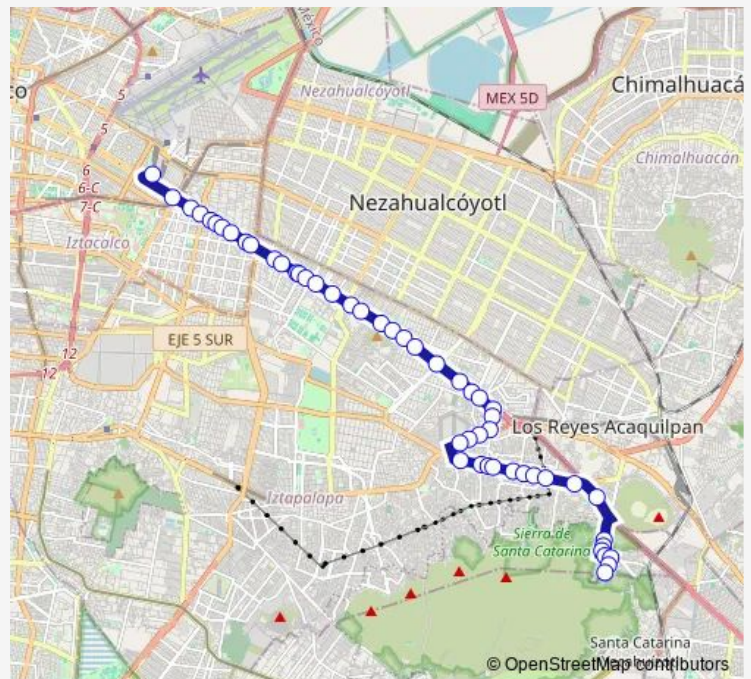 México
Nezahualcóyotl
MEX 5D
Chimalhuacá
co
5
5
Chimalhuacán
6
6-C
7-C
Nezahualcóyotl
Iztacalco
EJE 5 SUR
12
12
Los Reyes Acaquilpan
Iztapalapa
Sierra de
Santa Catarina
Santa Catarina
© OpenStreetMap contributors